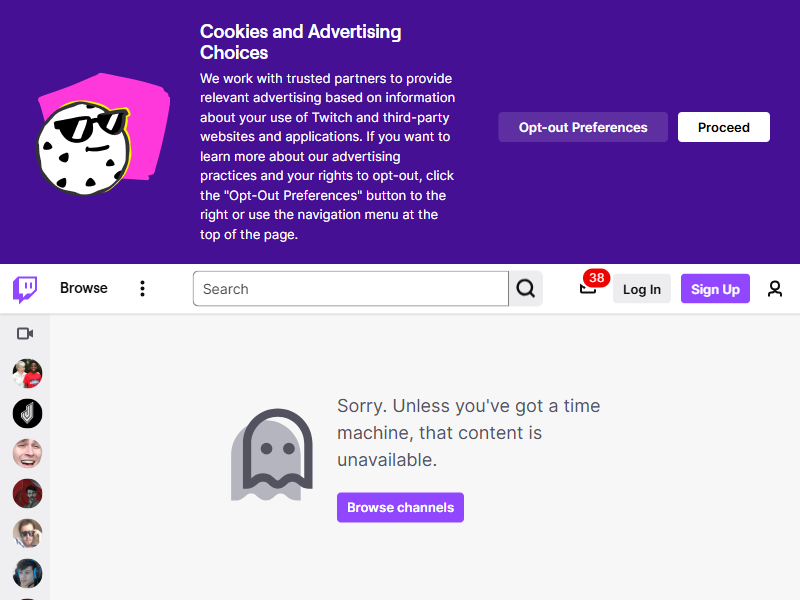 Cookies and Advertising
Choices
We work with trusted partners to provide
relevant advertising based on information
about your use of Twitch and third-party
websites and applications. If you want to
learn more about our advertising
practices and your rights to opt-out, click
the "Opt-Out Preferences" button to the
right or use the navigation menu at the
top of the page.
Opt-out Preferences
Proceed
Browse
Search
38
Log In
Sign Up
Sorry. Unless you've got a time
machine, that content is
unavailable.
Browse channels